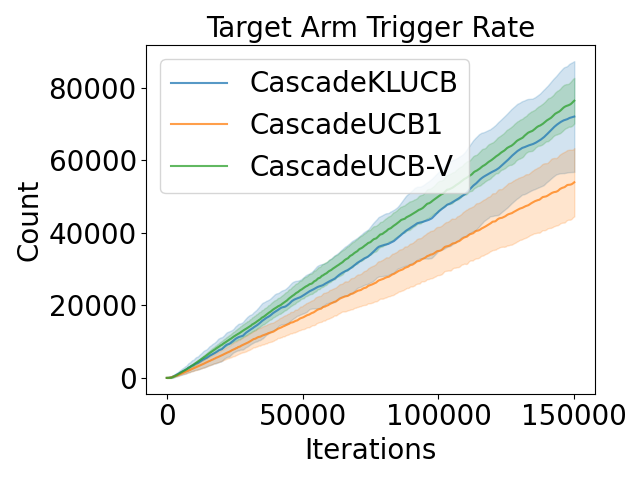 Target Arm Trigger Rate
CascadeKLUCB
CascadeUCB1
CascadeUCB-V
Count
80000
60000
40000
20000
0
0 50000 100000 150000
Iterations